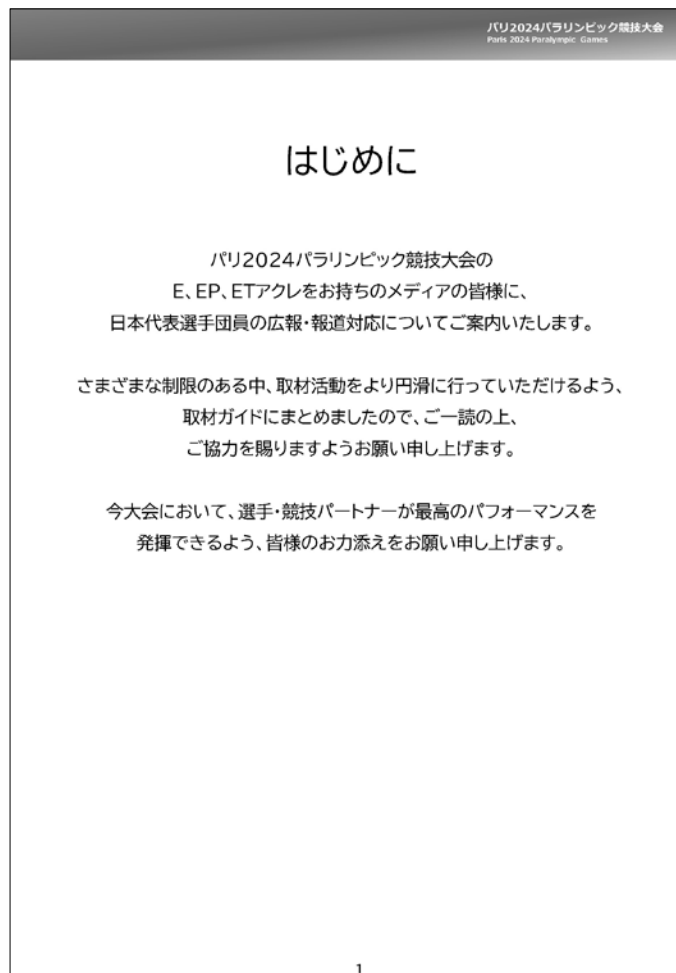 パリ2024パラリンピック競技大会
Paris 2024 Paralympic Games
はじめに
パリ2024パラリンピック競技大会の
E、EP、ETアクレをお持ちのメディアの皆様に、
日本代表選手団員の広報・報道対応についてご案内いたします。
さまざまな制限のある中、取材活動をより円滑に行っていただけるよう、
取材ガイドにまとめましたので、ご一読の上、
ご協力を賜りますようお願い申し上げます。
今大会において、選手・競技パートナーが最高のパフォーマンスを
発揮できるよう、皆様のお力添えをお願い申し上げます。
1